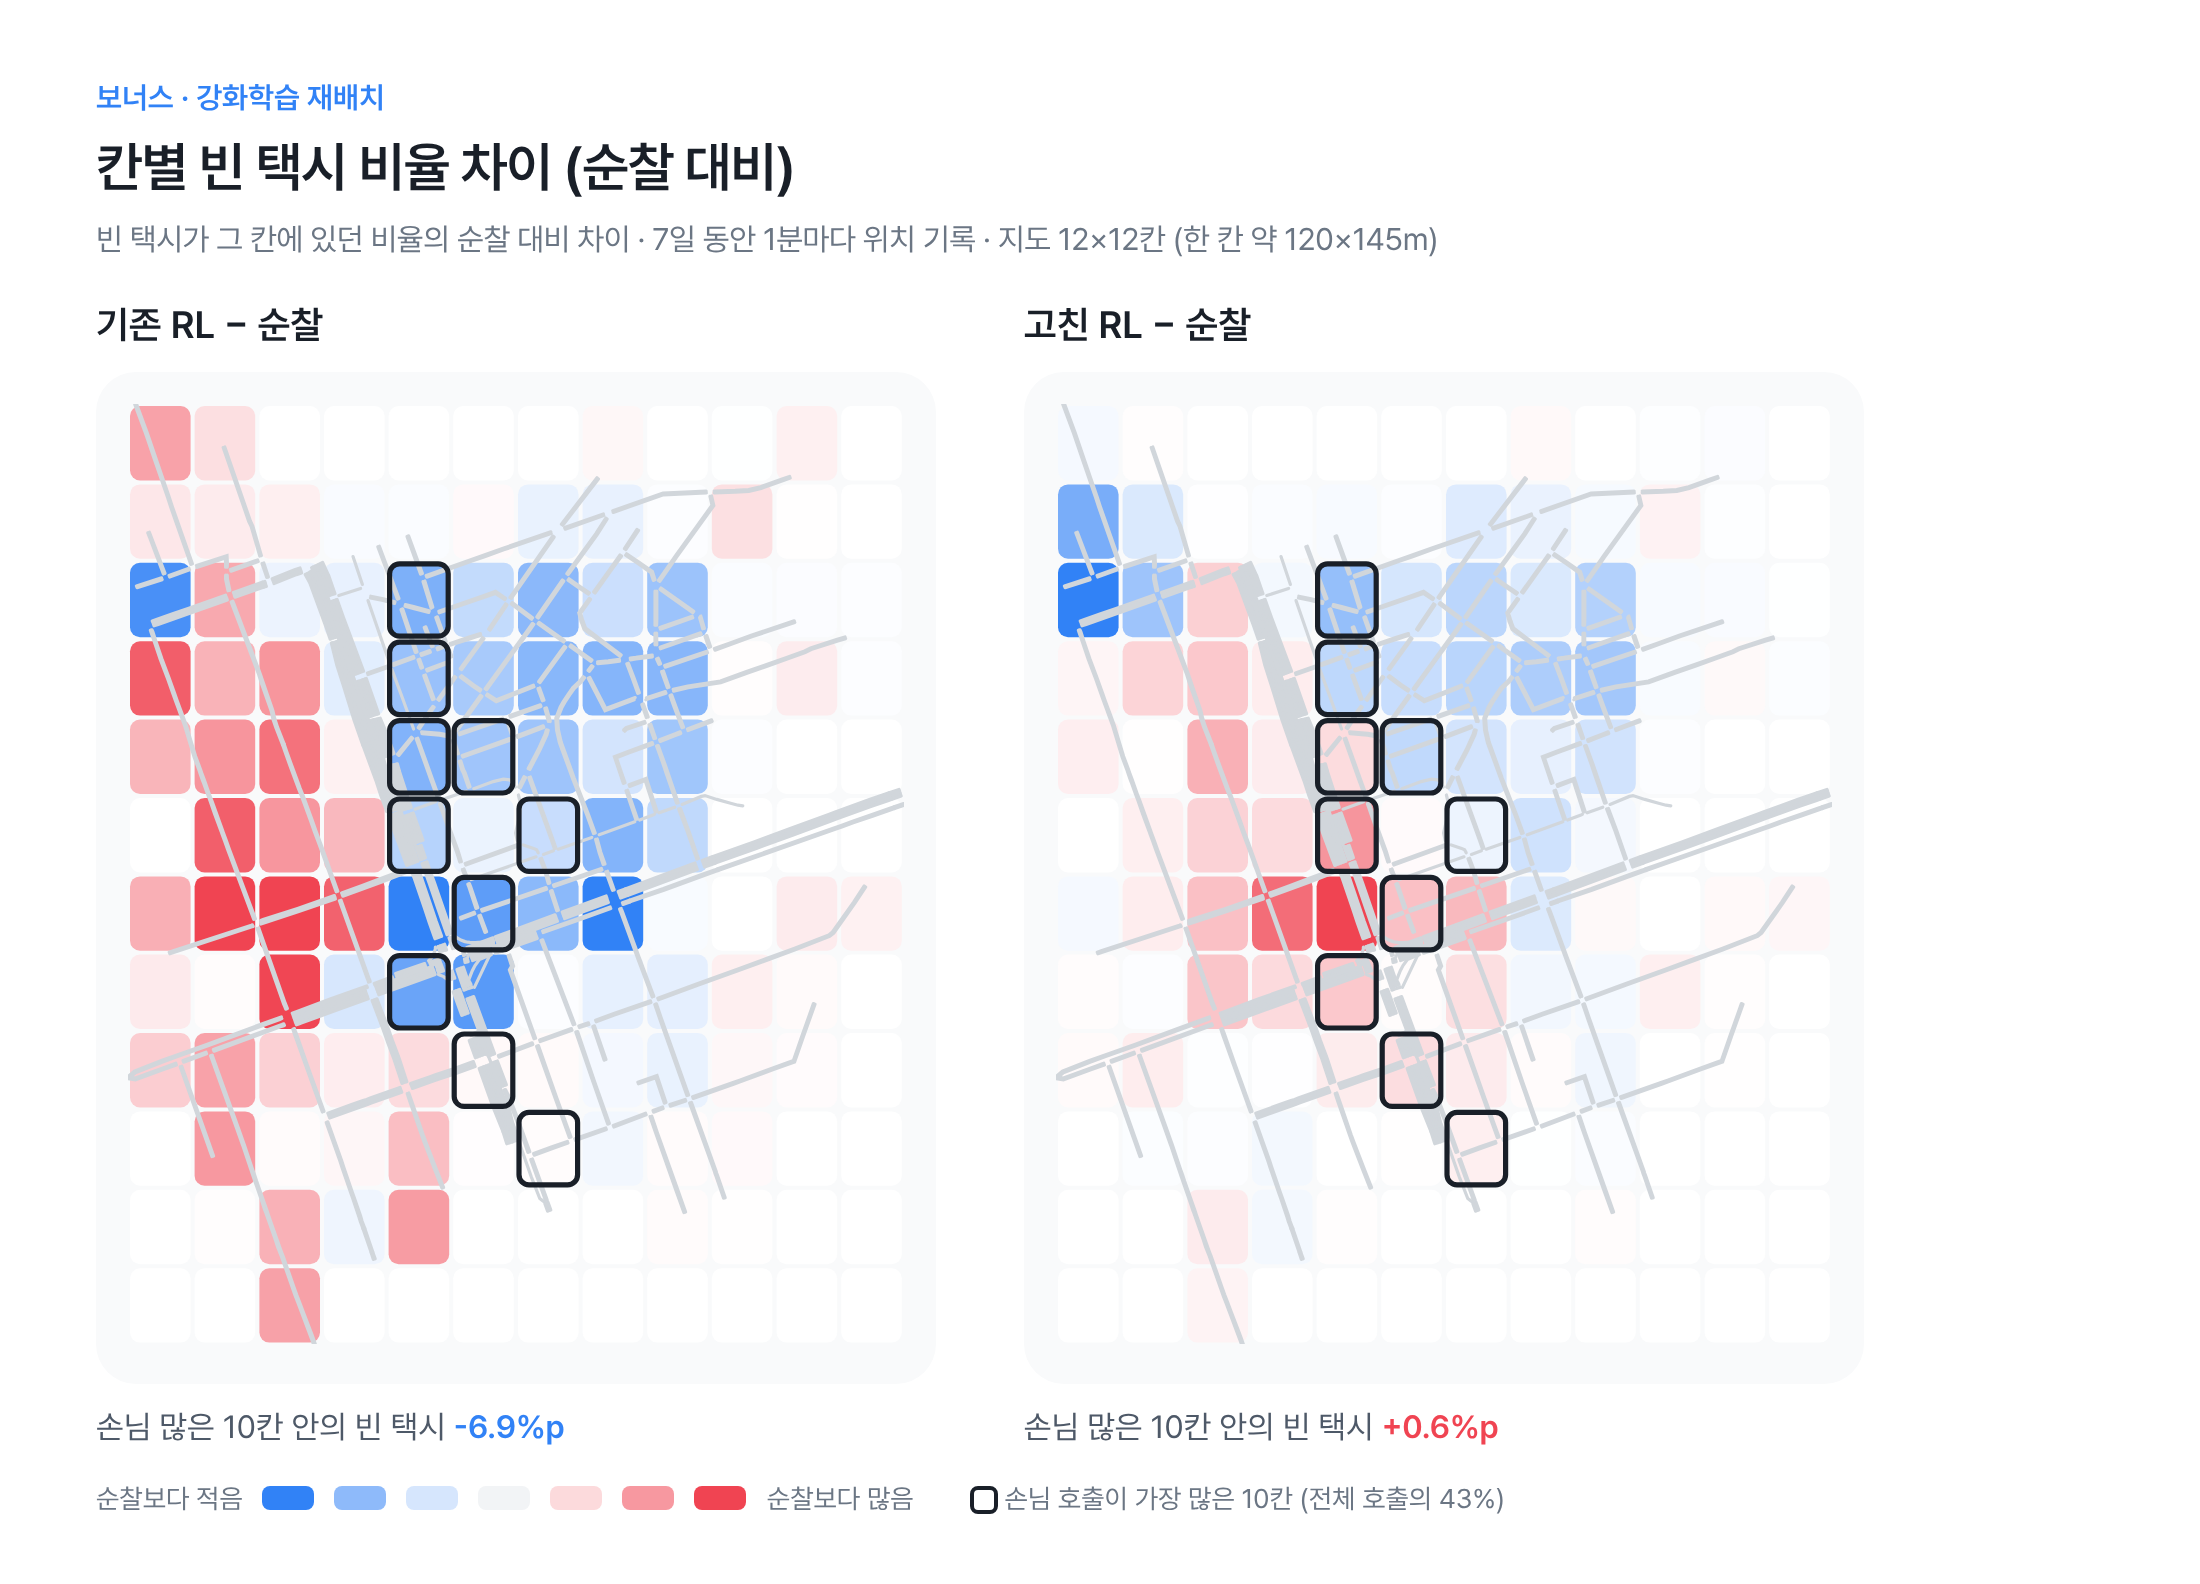 보너스 · 강화학습 재배치
칸별 빈 택시 비율 차이 (순찰 대비)
빈 택시가 그 칸에 있던 비율의 순찰 대비 차이 · 7일 동안 1분마다 위치 기록 · 지도 12×12칸 (한 칸 약 120×145m)
기존 RL − 순찰
고친 RL − 순찰
손님 많은 10칸 안의 빈 택시 -6.9%p
손님 많은 10칸 안의 빈 택시 +0.6%p
순찰보다 적음
순찰보다 많음
손님 호출이 가장 많은 10칸 (전체 호출의 43%)